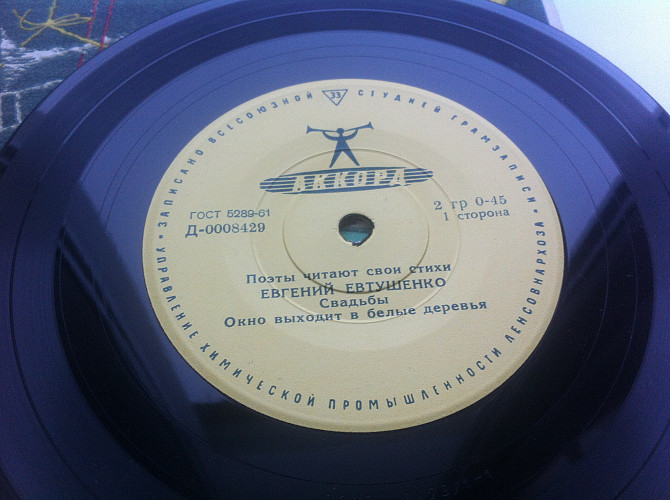 ЗАПИСАНО ВСЕСОЮЗНОЙ 33 СТУДИЕЙ ГРАМЗАПИСИ
АККОРД
ГОСТ 5289-61
Д-0008429
2 гр 0-45
1 сторона
Поэты читают свои стихи
ЕВГЕНИЙ ЕВТУШЕНКО
Свадьбы
Окно выходит в белые деревья
• УПРАВЛЕНИЕ ХИМИЧЕСКОЙ ПРОМЫШЛЕННОСТИ ЛЕНСОВНАРХОЗА •